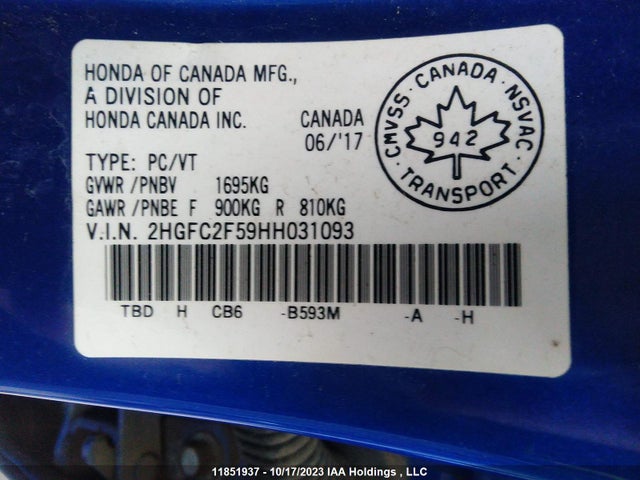 HONDA OF CANADA MFG.,
A DIVISION OF
HONDA CANADA INC.
CANADA
06/'17
TYPE: PC/VT
GVWR /PNBV 1695KG
GAWR /PNBE F 900KG R 810KG
V.I.N. 2HGFC2F59HH031093
TBD H CB6 -B593M -A -H
CMVSS · CANADA · NSVAC
942
· TRANSPORT ·
11851937 - 10/17/2023 IAA Holdings , LLC